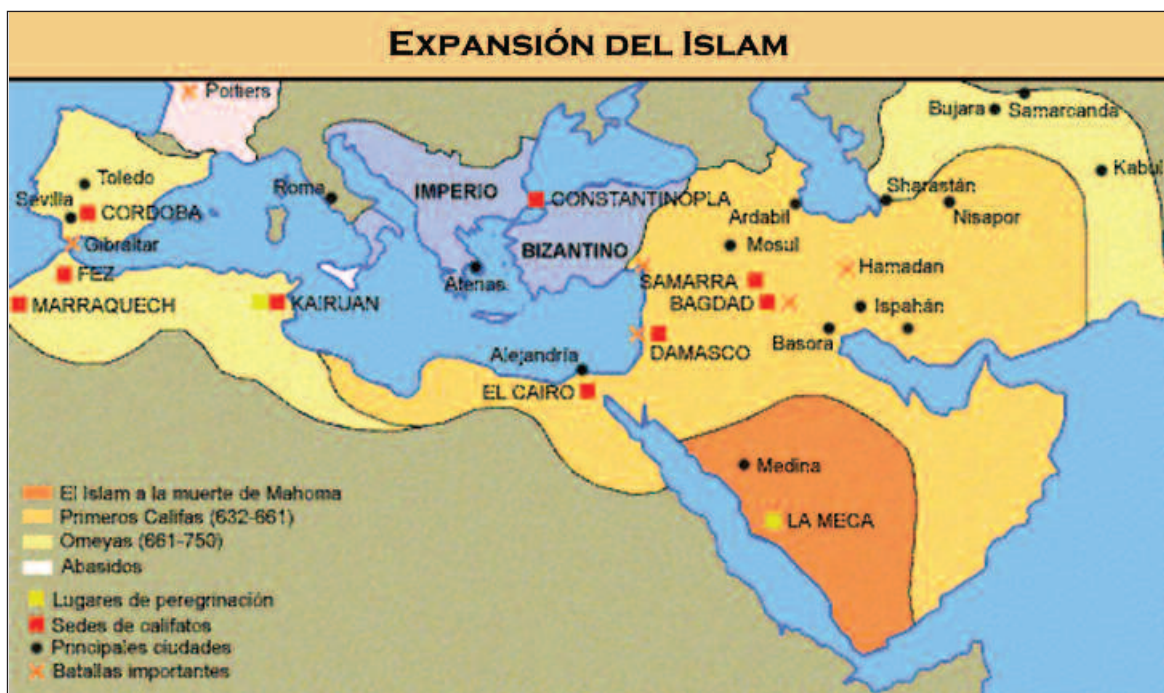 EXPANSIÓN DEL ISLAM
Poitiers
Bujara
Samarcanda
Kabul
Toledo
Sevilla
CORDOBA
Gibraltar
Roma
IMPERIO
BIZANTINO
CONSTANTINOPLA
Ardabil
Sharastán
Nisapor
Mosul
Atenas
FEZ
MARRAQUECH
KAIRUAN
SAMARRA
BAGDAD
Hamadan
Ispahán
Basora
DAMASCO
Alejandría
EL CAIRO
Medina
LA MECA
El Islam a la muerte de Mahoma
Primeros Califas (632-661)
Omeyas (661-750)
Abasidos
Lugares de peregrinación
Sedes de califatos
Principales ciudades
Batallas importantes